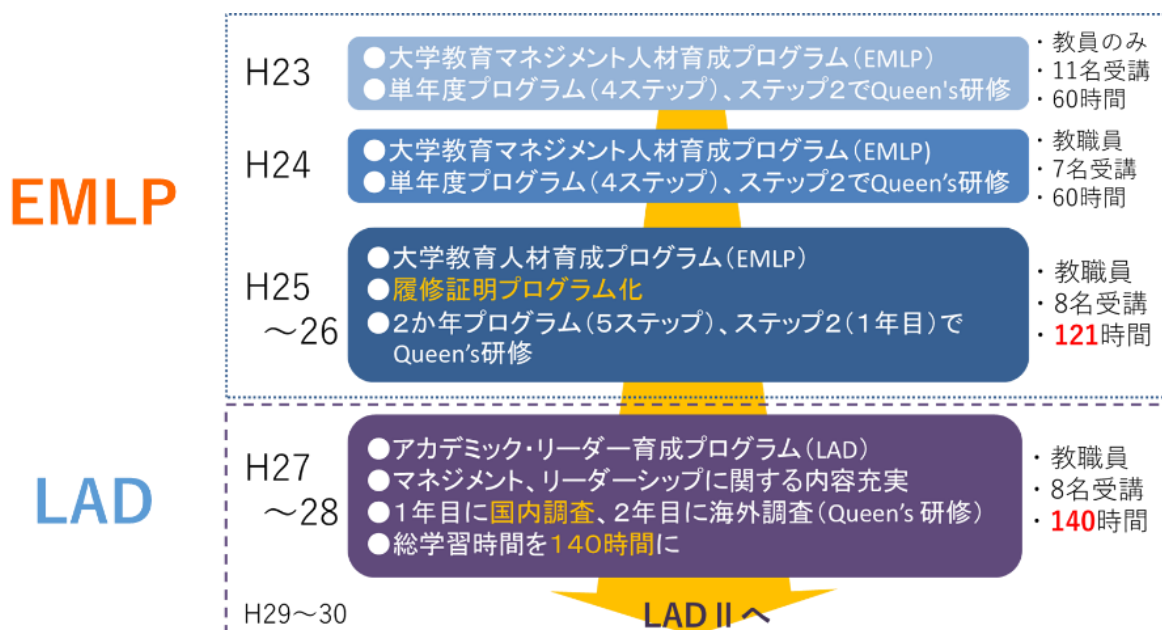 EMLP
H23
●大学教育マネジメント人材育成プログラム(EMLP)
●単年度プログラム(4ステップ)、ステップ2でQueen's研修
・教員のみ
・11名受講
・60時間
H24
●大学教育マネジメント人材育成プログラム(EMLP)
●単年度プログラム(4ステップ)、ステップ2でQueen's研修
・教職員
・7名受講
・60時間
H25
～26
●大学教育人材育成プログラム(EMLP)
●履修証明プログラム化
●2か年プログラム(5ステップ)、ステップ2(1年目)で
Queen's研修
・教職員
・8名受講
・121時間
LAD
H27
～28
●アカデミック・リーダー育成プログラム(LAD)
●マネジメント、リーダーシップに関する内容充実
●1年目に国内調査、2年目に海外調査(Queen's 研修)
●総学習時間を140時間に
・教職員
・8名受講
・140時間
H29～30
LAD II へ